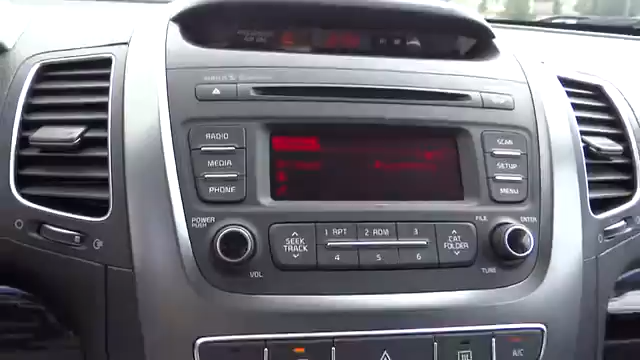 RADIO
MEDIA
PHONE
SCAN
SETUP
MENU
POWER
PUSH
VOL
SEEK
TRACK
1 RPT
2 RDM
3
4
5
6
CAT
FOLDER
FILE
ENTER
TUNE
A/C